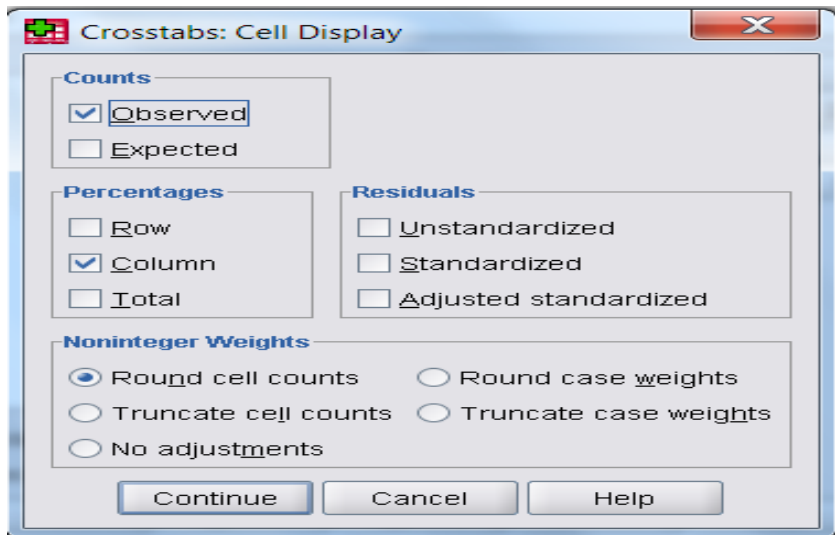 Crosstabs: Cell Display
Counts
Observed
Expected
Percentages
Row
Column
Total
Residuals
Unstandardized
Standardized
Adjusted standardized
Noninteger Weights
Round cell counts
Round case weights
Truncate cell counts
Truncate case weights
No adjustments
Continue
Cancel
Help